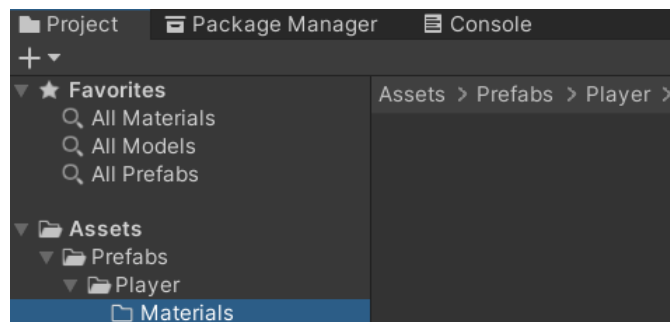 Project Package Manager Console
Favorites
All Materials
All Models
All Prefabs
Assets > Prefabs > Player >
Assets
Prefabs
Player
Materials